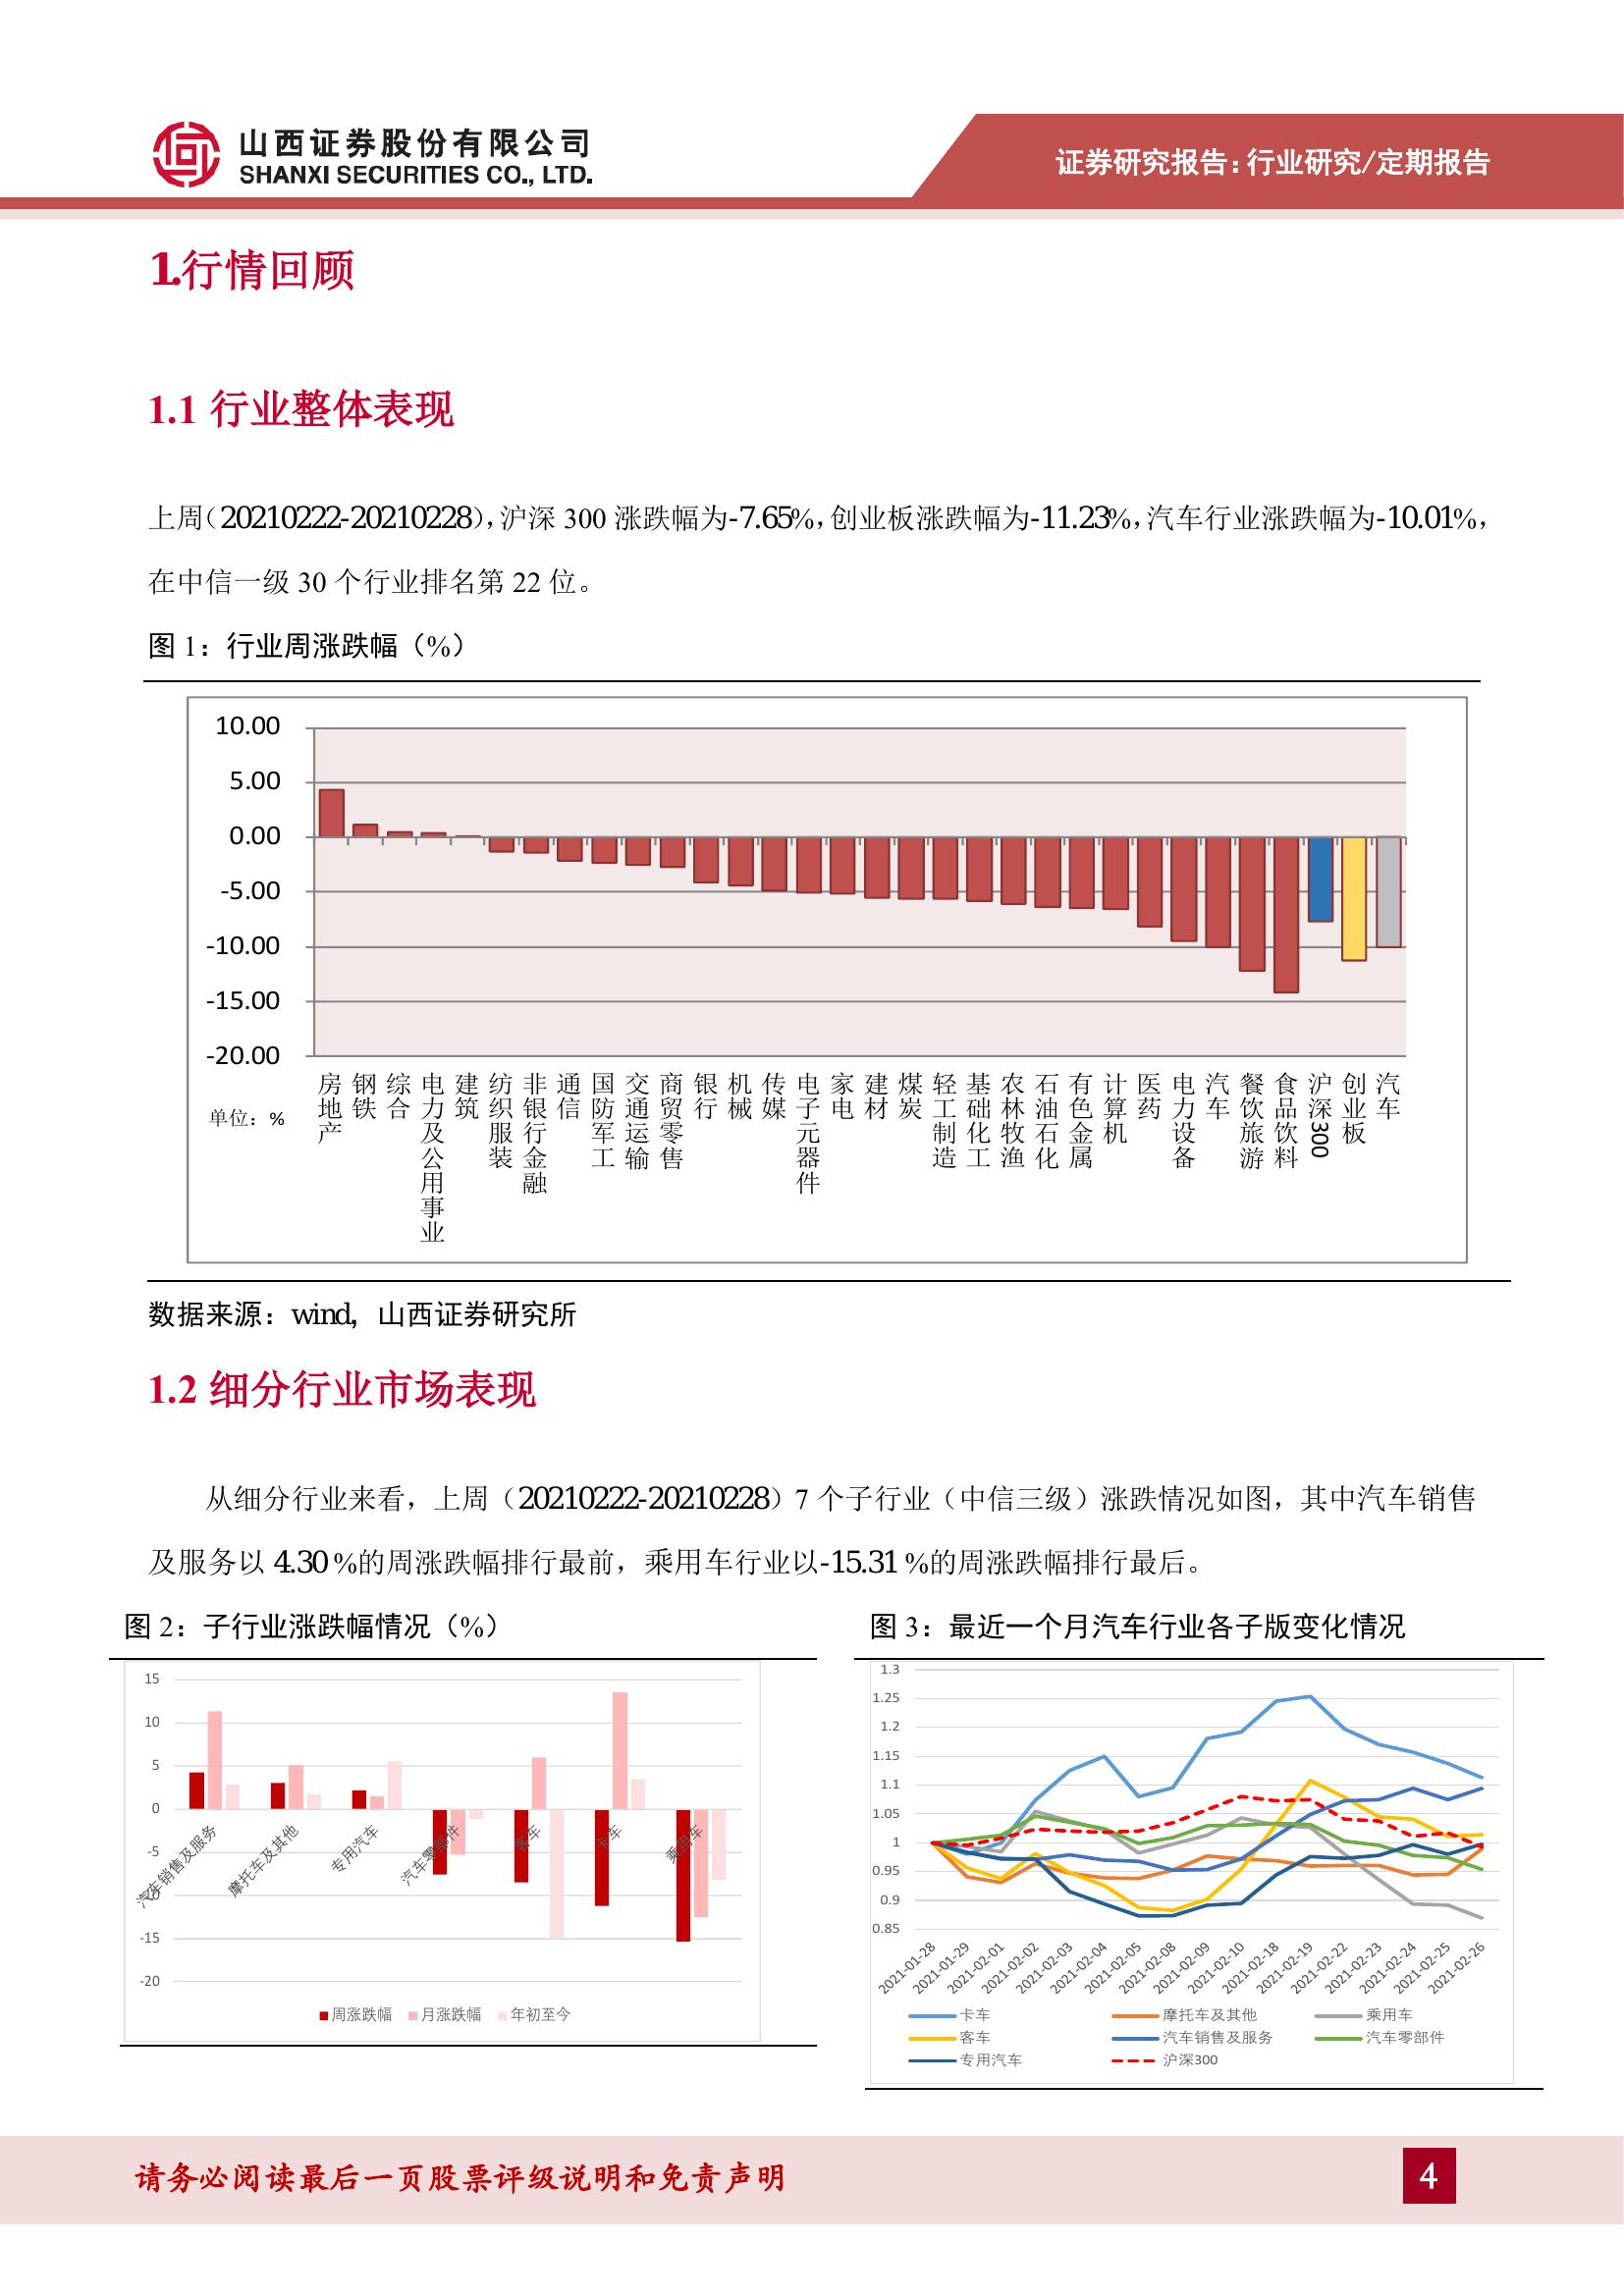 山西证券股份有限公司
SHANXI SECURITIES CO., LTD.
证券研究报告：行业研究/定期报告
1.行情回顾
1.1 行业整体表现
上周（20210222-20210228），沪深 300 涨跌幅为-7.65%，创业板涨跌幅为-11.23%，汽车行业涨跌幅为-10.01%，
在中信一级 30 个行业排名第 22 位。
图 1：行业周涨跌幅（%）
10.00
5.00
0.00
-5.00
-10.00
-15.00
-20.00
单位：%
房地产
钢铁
综合
电力及公用事业
建筑
纺织服装
非银行金融
通信
国防军工
交通运输
商贸零售
银行
机械
传媒
电子元器件
家电
建材
煤炭
轻工制造
基础化工
农林牧渔
石油石化
有色金属
计算机
医药
电力设备
汽车
餐饮旅游
食品饮料
沪深300
创业板
汽车
数据来源：wind，山西证券研究所
1.2 细分行业市场表现
从细分行业来看，上周（20210222-20210228）7 个子行业（中信三级）涨跌情况如图，其中汽车销售
及服务以 4.30 %的周涨跌幅排行最前，乘用车行业以-15.31 %的周涨跌幅排行最后。
图 2：子行业涨跌幅情况（%）
15
10
5
0
-5
-10
-15
-20
汽车销售及服务
摩托车及其他
专用汽车
汽车零部件
客车
卡车
乘用车
周涨跌幅 月涨跌幅 年初至今
图 3：最近一个月汽车行业各子版变化情况
1.3
1.25
1.2
1.15
1.1
1.05
1
0.95
0.9
0.85
2021-01-28
2021-01-29
2021-02-01
2021-02-02
2021-02-03
2021-02-04
2021-02-05
2021-02-08
2021-02-09
2021-02-10
2021-02-18
2021-02-19
2021-02-22
2021-02-23
2021-02-24
2021-02-25
2021-02-26
卡车 摩托车及其他 乘用车
客车 汽车销售及服务 汽车零部件
专用汽车 沪深300
请务必阅读最后一页股票评级说明和免责声明
4